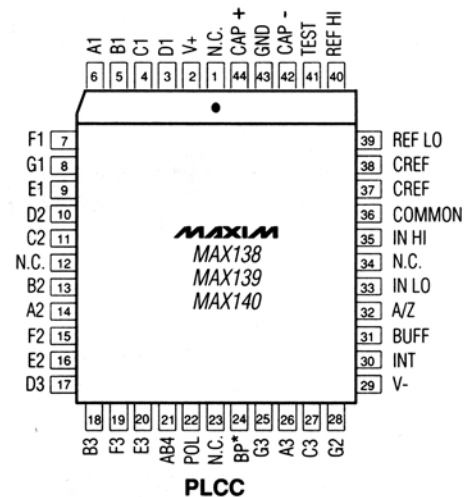 A1 B1 C1 D1 V+ N.C. CAP + GND CAP - TEST REF HI
6 5 4 3 2 1 44 43 42 41 40
F1 7
G1 8
E1 9
D2 10
C2 11
N.C. 12
B2 13
A2 14
F2 15
E2 16
D3 17
MAXIM
MAX138
MAX139
MAX140
39 REF LO
38 CREF
37 CREF
36 COMMON
35 IN HI
34 N.C.
33 IN LO
32 A/Z
31 BUFF
30 INT
29 V-
18 19 20 21 22 23 24 25 26 27 28
B3 F3 E3 AB4 POL N.C. BP* G3 A3 C3 G2
PLCC